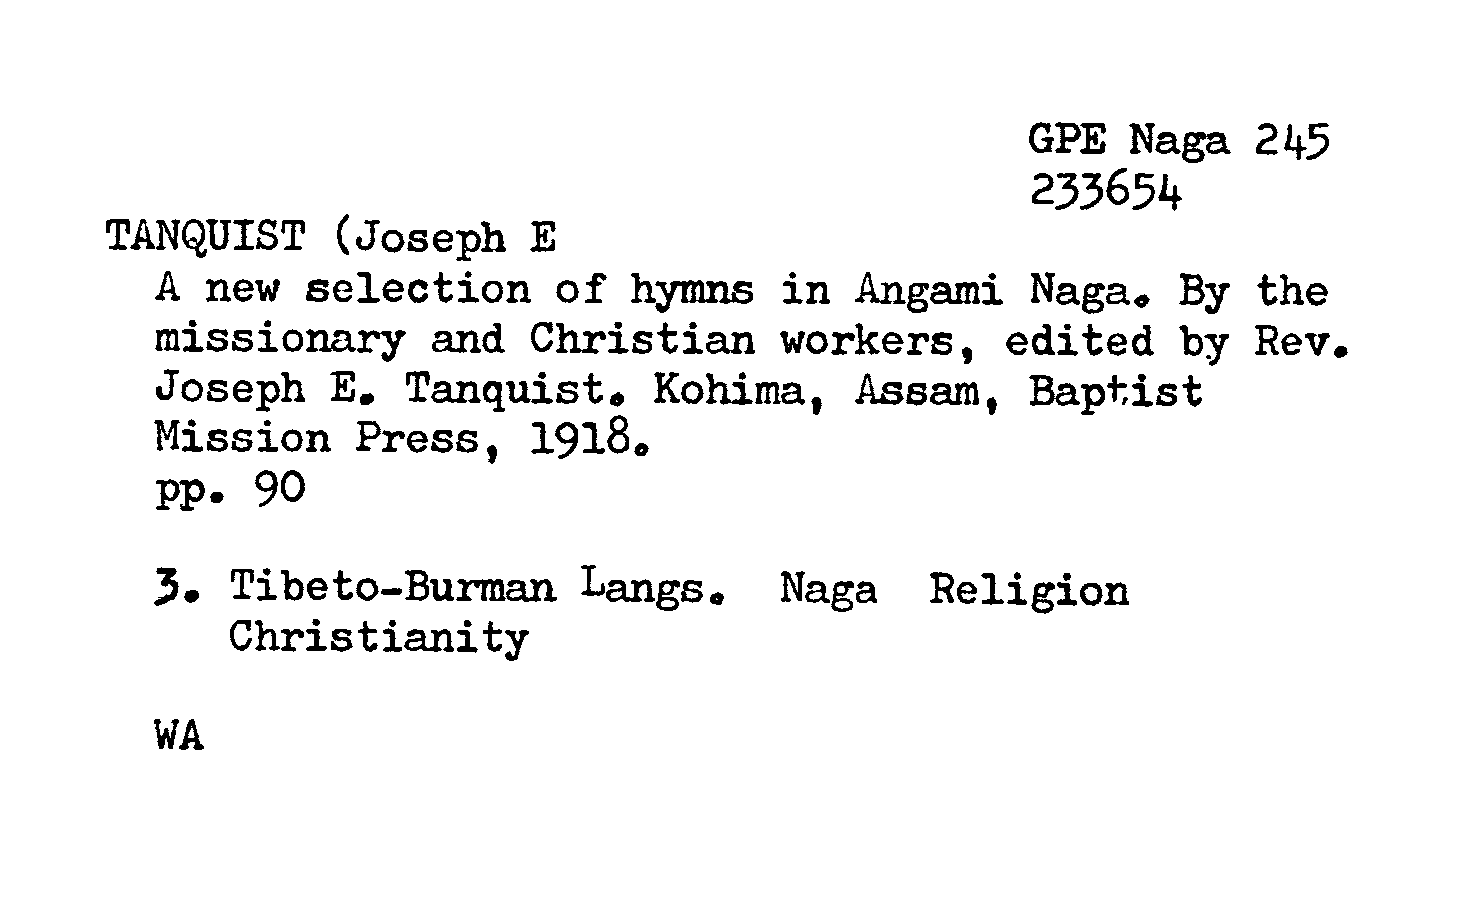 GPE Naga 245
233654
TANQUIST (Joseph E
A new selection of hymns in Angami Naga. By the
missionary and Christian workers, edited by Rev.
Joseph E. Tanquist. Kohima, Assam, Baptist
Mission Press, 1918.
pp. 90
3. Tibeto-Burman Langs. Naga Religion
Christianity
WA